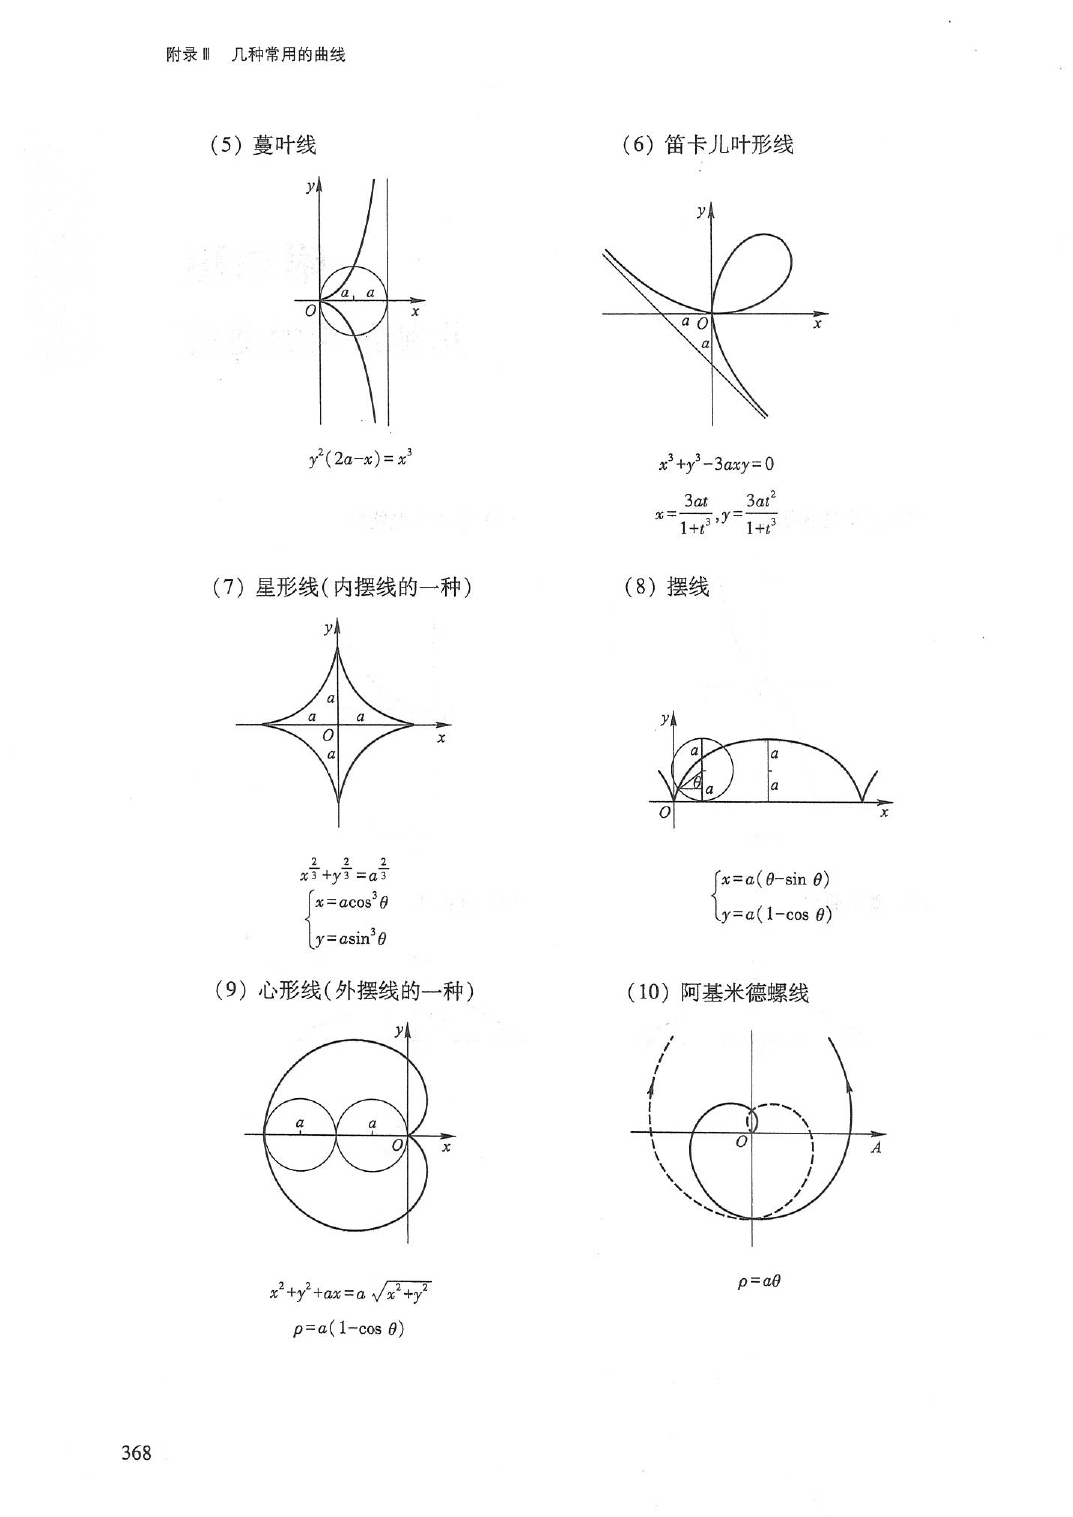 附录Ⅲ 几种常用的曲线
(5) 蔓叶线
y
a a
O x
y²(2a-x)=x³
(6) 笛卡儿叶形线
y
a O x
a
x³+y³-3axy=0
x=3at/(1+t³),y=3at²/(1+t³)
(7) 星形线(内摆线的一种)
y
a
a a
O x
a
x^(2/3)+y^(2/3)=a^(2/3)
{x=acos³θ
y=asin³θ
(8) 摆线
y
a a
θ a a
O x
{x=a(θ-sin θ)
y=a(1-cos θ)
(9) 心形线(外摆线的一种)
y
a a
O x
x²+y²+ax=a√(x²+y²)
ρ=a(1-cos θ)
(10) 阿基米德螺线
O A
ρ=aθ
368